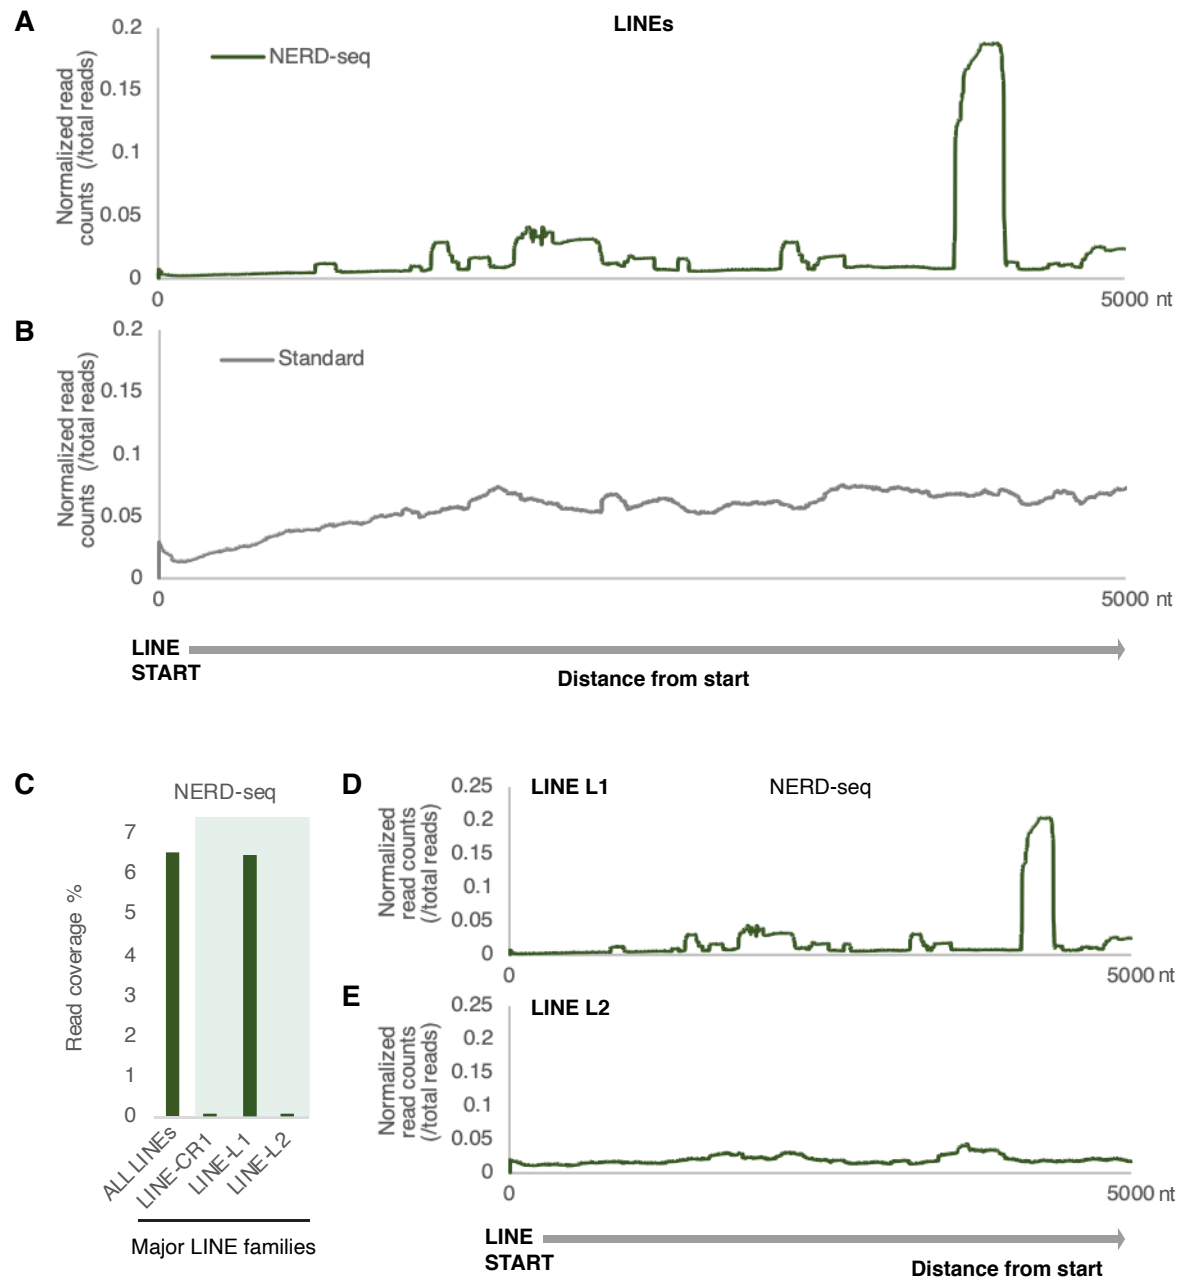 A
LINEs
NERD-seq
Normalized read
counts (/total reads)
0.2
0.15
0.1
0.05
0
0
5000 nt
B
Standard
Normalized read
counts (/total reads)
0.2
0.15
0.1
0.05
0
0
5000 nt
LINE
START
Distance from start
C
NERD-seq
Read coverage %
7
6
5
4
3
2
1
0
ALL LINEs
LINE-CR1
LINE-L1
LINE-L2
Major LINE families
D
LINE L1
NERD-seq
Normalized
read counts
(/total reads)
0.25
0.2
0.15
0.1
0.05
0
0
5000 nt
E
LINE L2
Normalized
read counts
(/total reads)
0.25
0.2
0.15
0.1
0.05
0
0
5000 nt
LINE
START
Distance from start